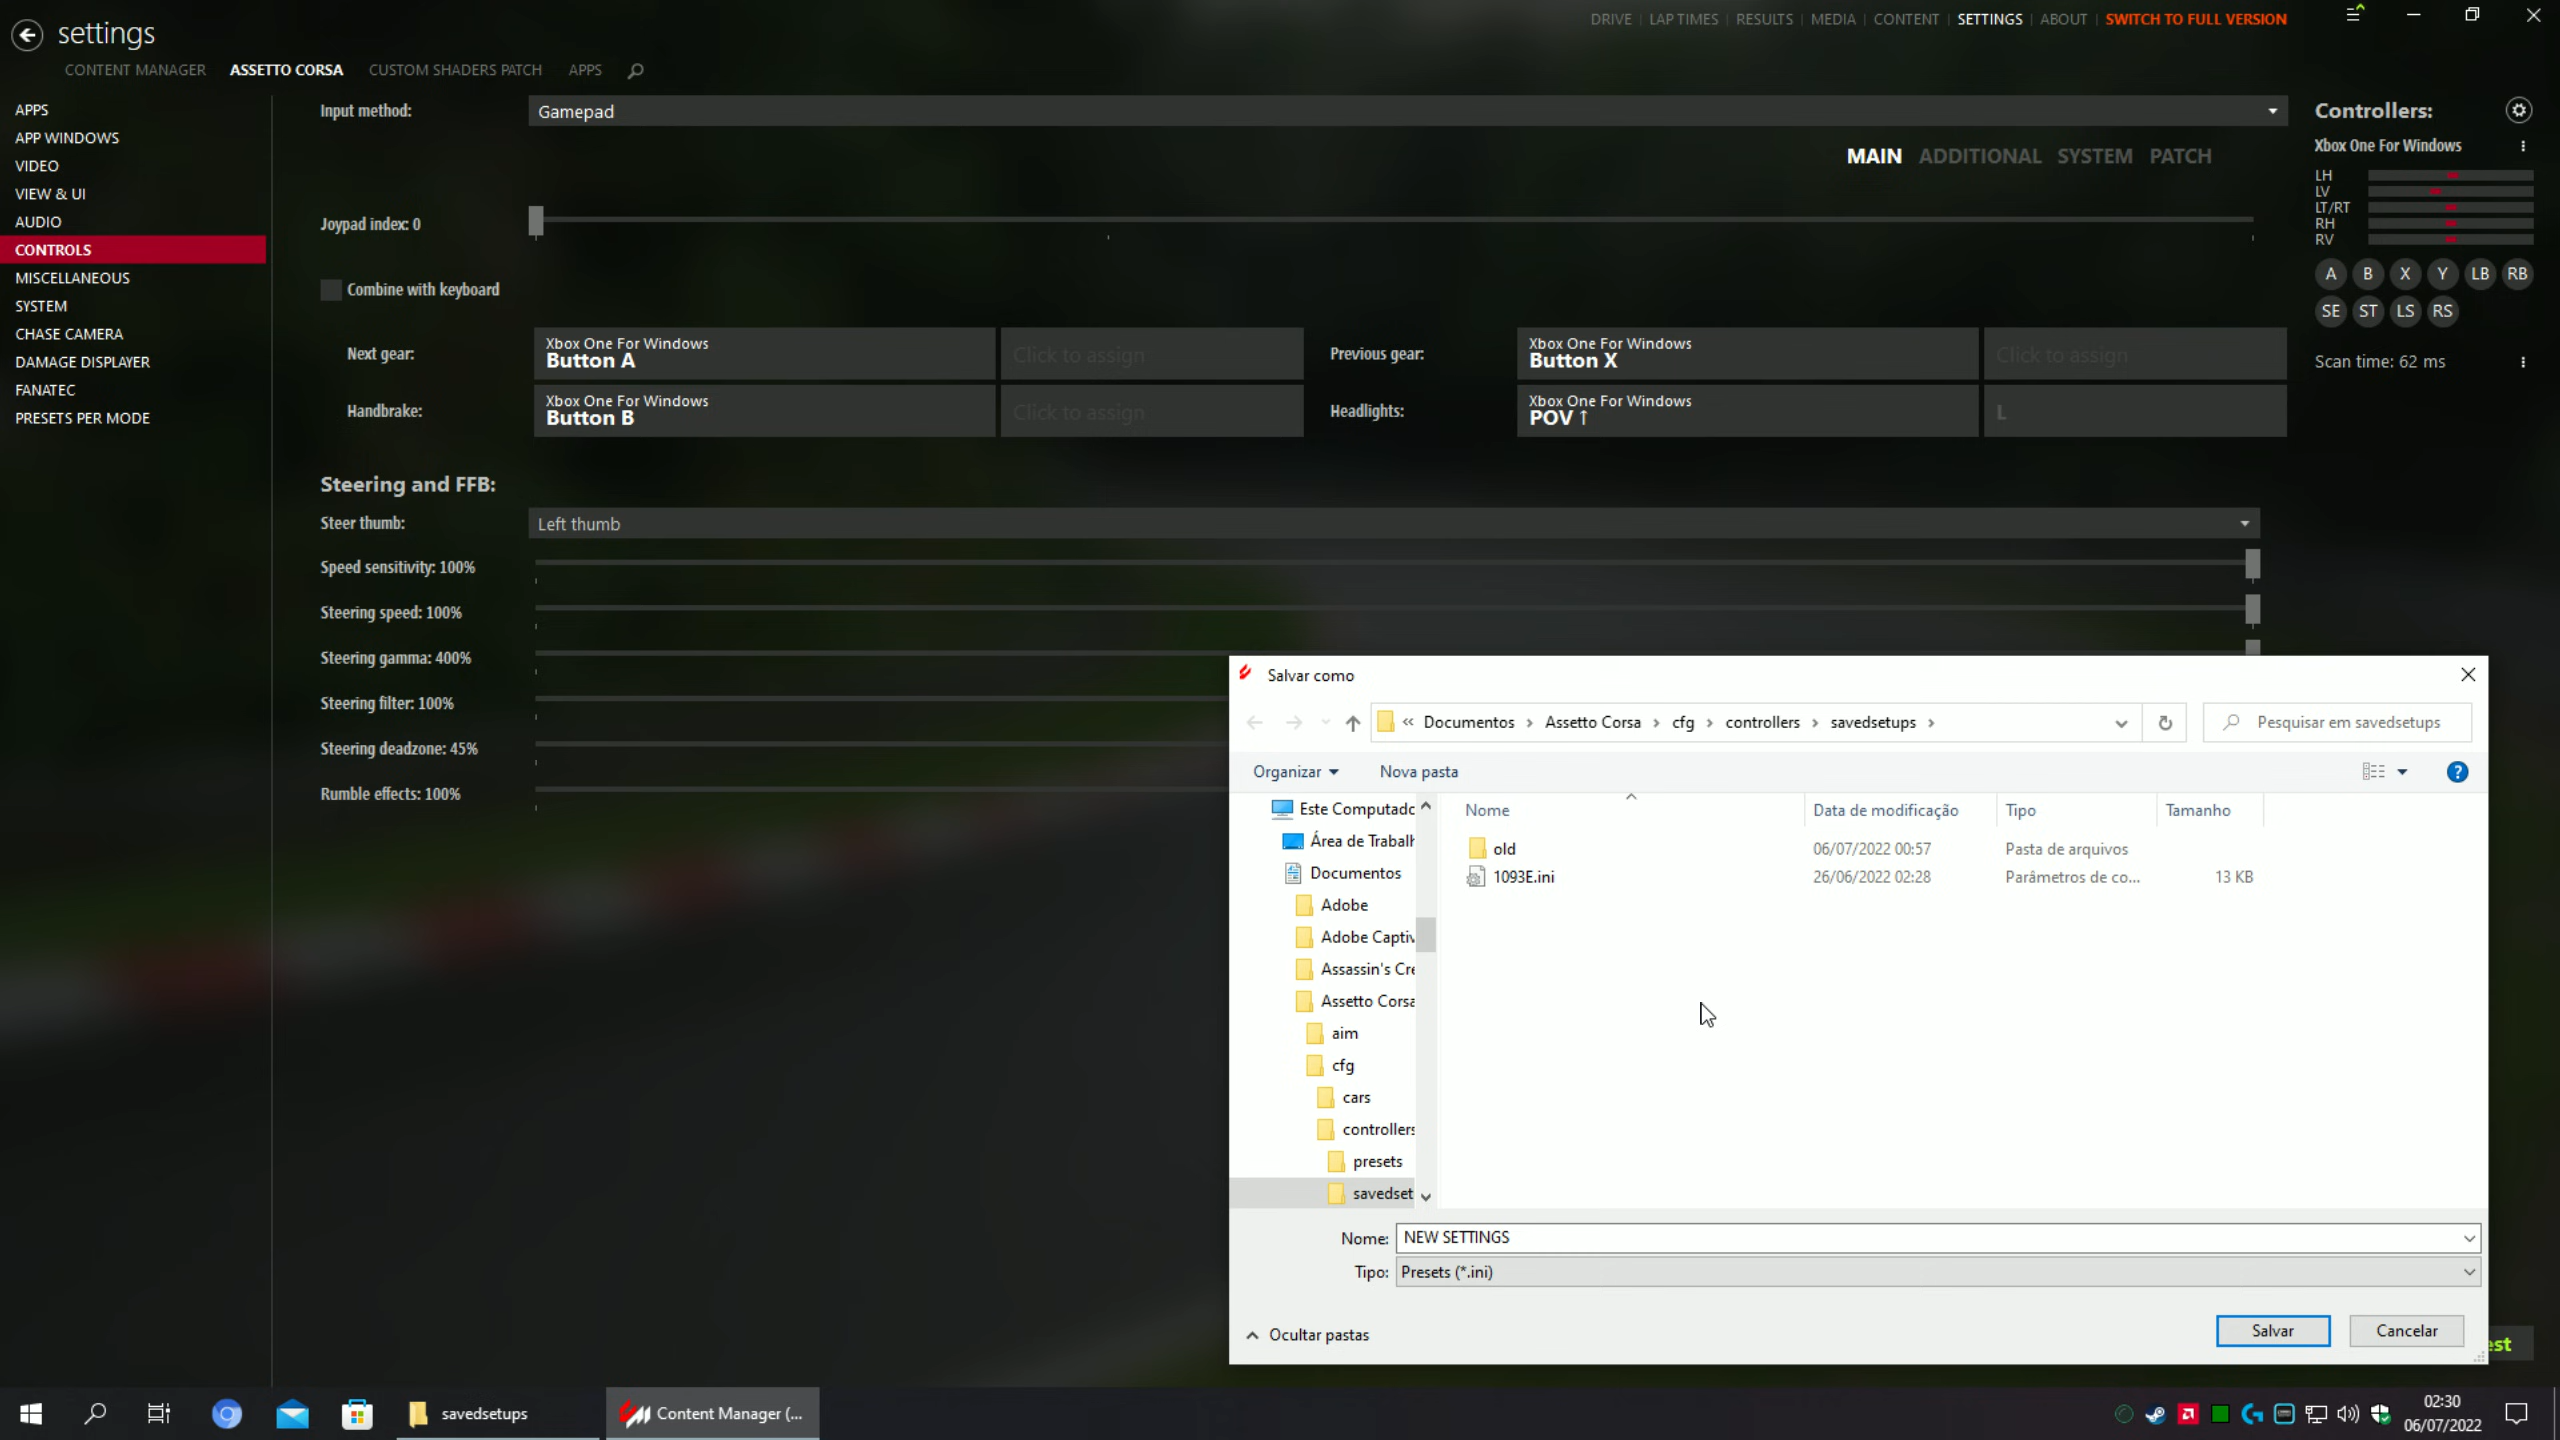 settings
DRIVE | LAP TIMES | RESULTS | MEDIA | CONTENT | SETTINGS | ABOUT | SWITCH TO FULL VERSION
CONTENT MANAGER ASSETTO CORSA CUSTOM SHADERS PATCH APPS
APPS
APP WINDOWS
VIDEO
VIEW & UI
AUDIO
CONTROLS
MISCELLANEOUS
SYSTEM
CHASE CAMERA
DAMAGE DISPLAYER
FANATEC
PRESETS PER MODE
Input method: Gamepad
MAIN ADDITIONAL SYSTEM PATCH
Joypad index: 0
Combine with keyboard
Next gear: Xbox One For Windows
Button A
Click to assign
Previous gear: Xbox One For Windows
Button X
Click to assign
Handbrake: Xbox One For Windows
Button B
Click to assign
Headlights: Xbox One For Windows
POV ↑
L
Steering and FFB:
Steer thumb: Left thumb
Speed sensitivity: 100%
Steering speed: 100%
Steering gamma: 400%
Steering filter: 100%
Steering deadzone: 45%
Rumble effects: 100%
Controllers:
Xbox One For Windows
LH
LV
LT/RT
RH
RV
A B X Y LB RB
SE ST LS RS
Scan time: 62 ms
Salvar como
« Documentos › Assetto Corsa › cfg › controllers › savedsetups ›
Pesquisar em savedsetups
Organizar Nova pasta
Este Computado
Área de Trabalh
Documentos
Adobe
Adobe Captiv
Assassin's Cre
Assetto Corsa
aim
cfg
cars
controllers
presets
savedset
Nome Data de modificação Tipo Tamanho
old 06/07/2022 00:57 Pasta de arquivos
1093E.ini 26/06/2022 02:28 Parâmetros de co... 13 KB
Nome: NEW SETTINGS
Tipo: Presets (*.ini)
Ocultar pastas
Salvar Cancelar
est
savedsetups
Content Manager (...
02:30
06/07/2022